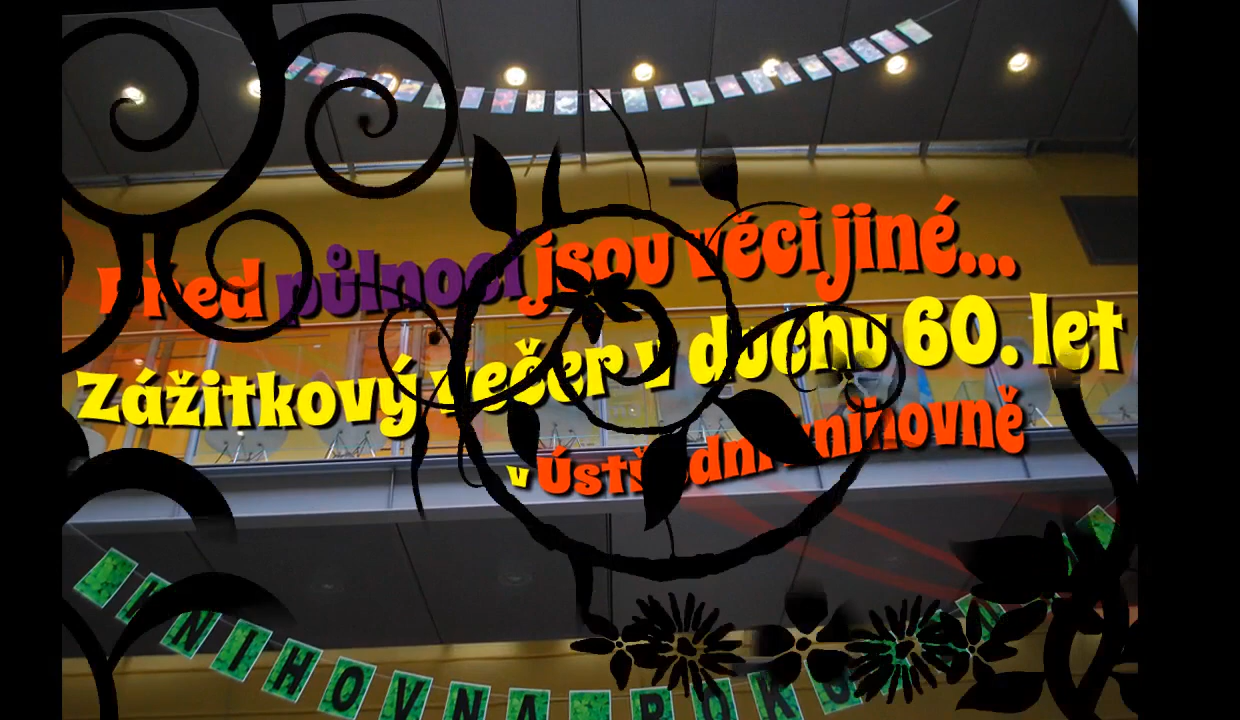 Před půlnocí jsou věci jiné...
Zážitkový večer v duchu 60. let
v Ústřední knihovně
KNIHOVNA ROKU